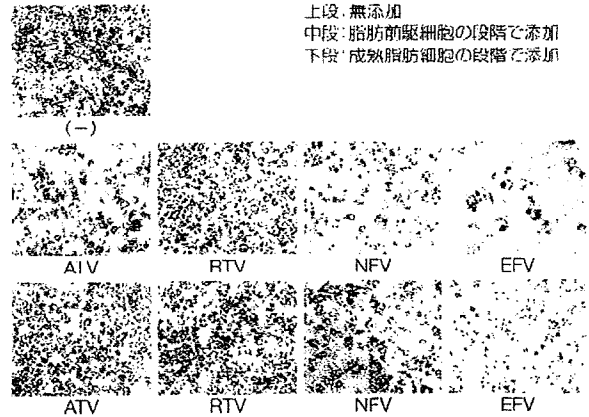 上段:無添加
中段:脂肪前駆細胞の段階で添加
下段:成熟脂肪細胞の段階で添加
(−)
ATV RTV NFV EFV
ATV RTV NFV EFV